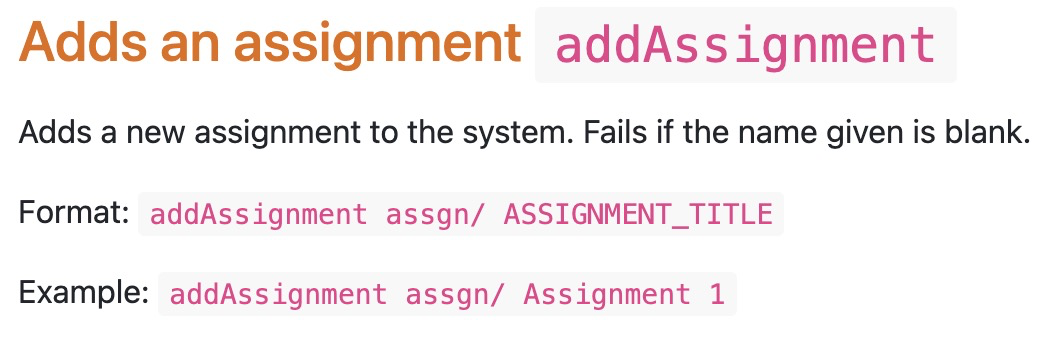 Adds an assignment addAssignment
Adds a new assignment to the system. Fails if the name given is blank.
Format: addAssignment assgn/ ASSIGNMENT_TITLE
Example: addAssignment assgn/ Assignment 1